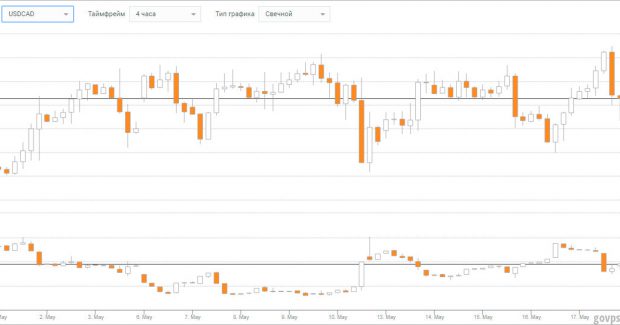 USDCAD Таймфрейм 4 часа Тип графика Свечной
May 2. May 3. May 6. May 7. May 8. May 9. May 10. May 13. May 14. May 15. May 16. May 17. May
govps